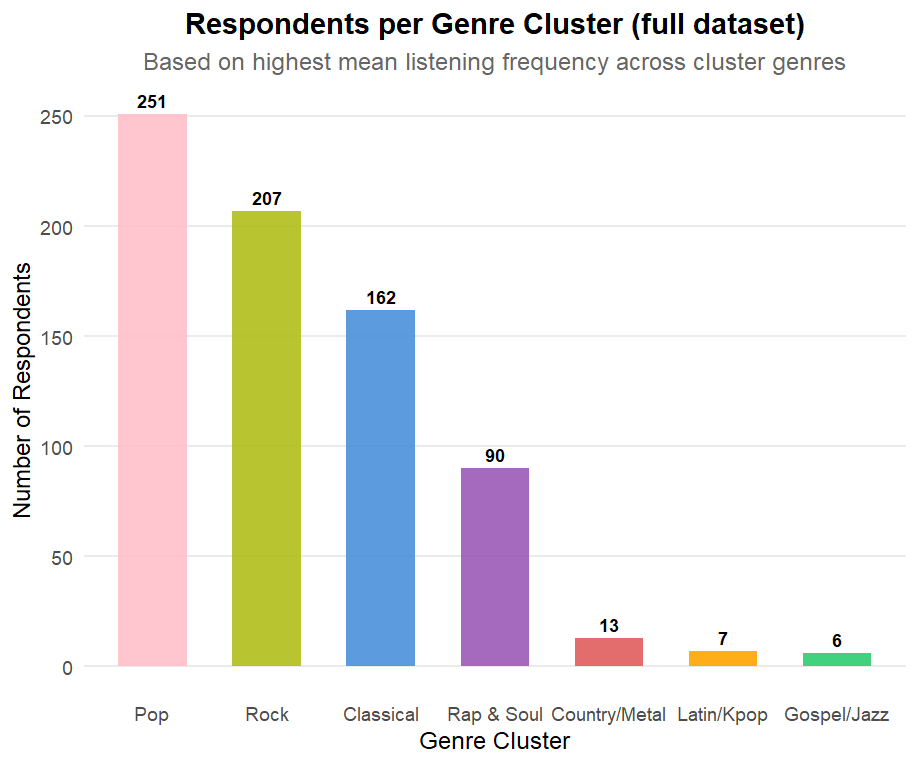 Respondents per Genre Cluster (full dataset)
Based on highest mean listening frequency across cluster genres
Number of Respondents
250
200
150
100
50
0
251
207
162
90
13
7
6
Pop
Rock
Classical
Rap & Soul
Country/Metal
Latin/Kpop
Gospel/Jazz
Genre Cluster